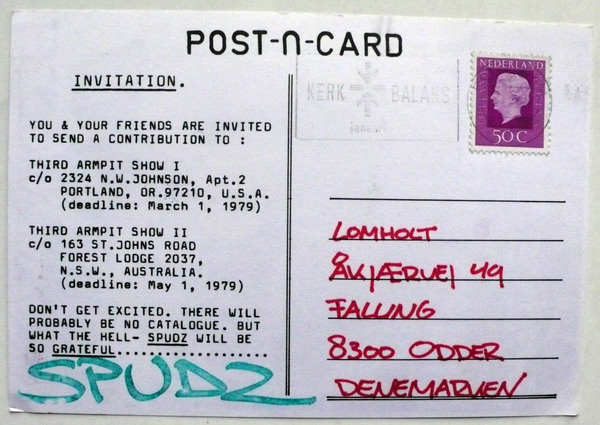 POST-N-CARD
INVITATION.
YOU & YOUR FRIENDS ARE INVITED
TO SEND A CONTRIBUTION TO :
THIRD ARMPIT SHOW I
c/o 2324 N.W.JOHNSON, Apt.2
PORTLAND, OR.97210, U.S.A.
(deadline: March 1, 1979)
THIRD ARMPIT SHOW II
c/o 163 ST.JOHNS ROAD
FOREST LODGE 2037,
N.S.W., AUSTRALIA.
(deadline: May 1, 1979)
DON'T GET EXCITED. THERE WILL
PROBABLY BE NO CATALOGUE. BUT
WHAT THE HELL- SPUDZ WILL BE
SO GRATEFUL......................
SPUDZ
KERK BALANS
januari
NEDERLAND
50C
LOMHOLT
ÅKJÆRVEJ 49
FALLING
8300 ODDER
DENEMARKEN